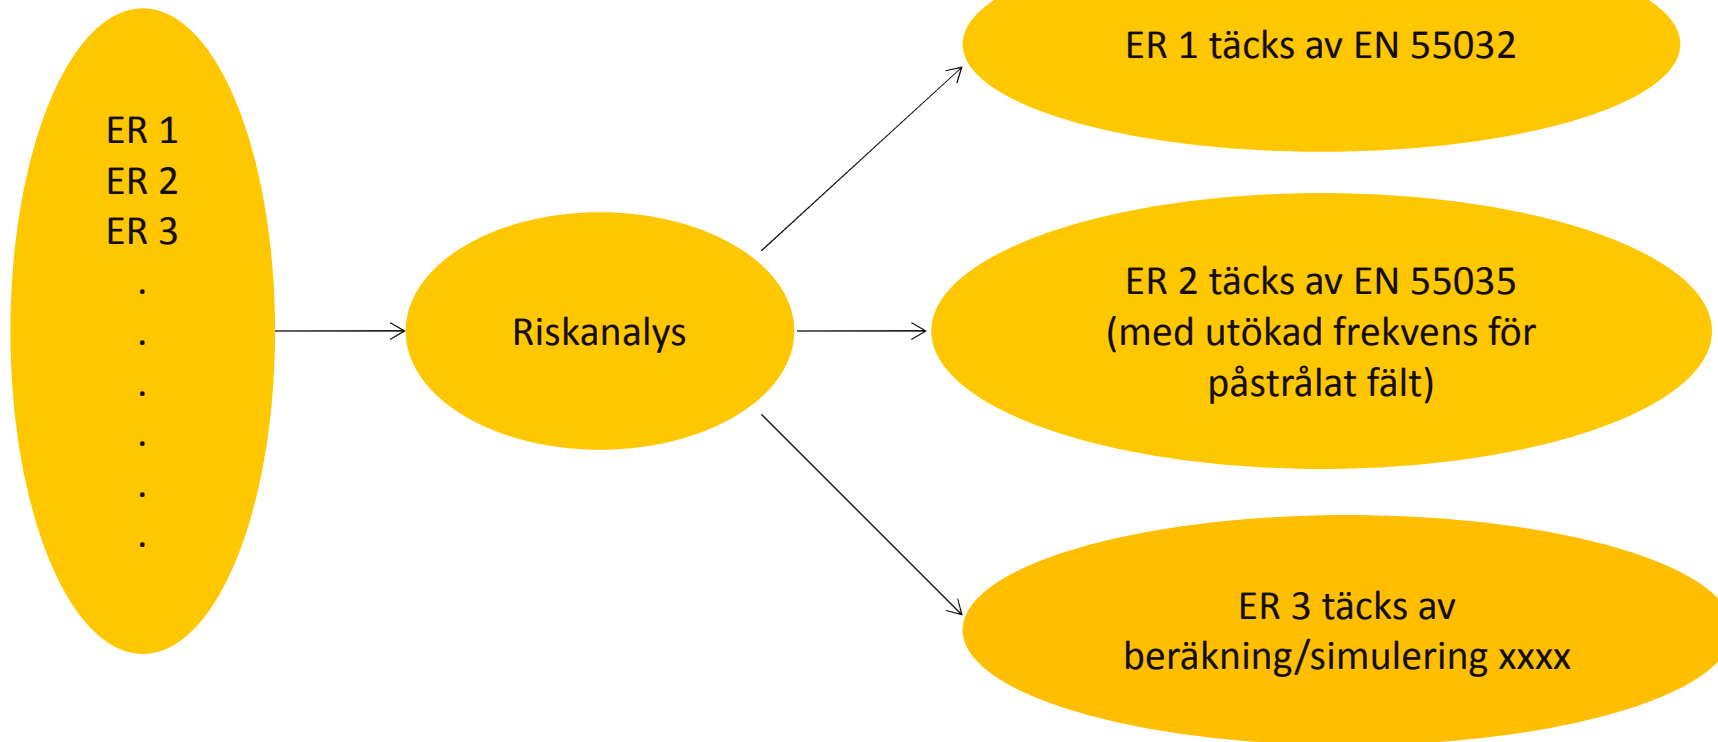 ER 1
ER 2
ER 3
.
.
.
.
.
.
Riskanalys
ER 1 täcks av EN 55032
ER 2 täcks av EN 55035
(med utökad frekvens för
påstrålat fält)
ER 3 täcks av
beräkning/simulering xxxx